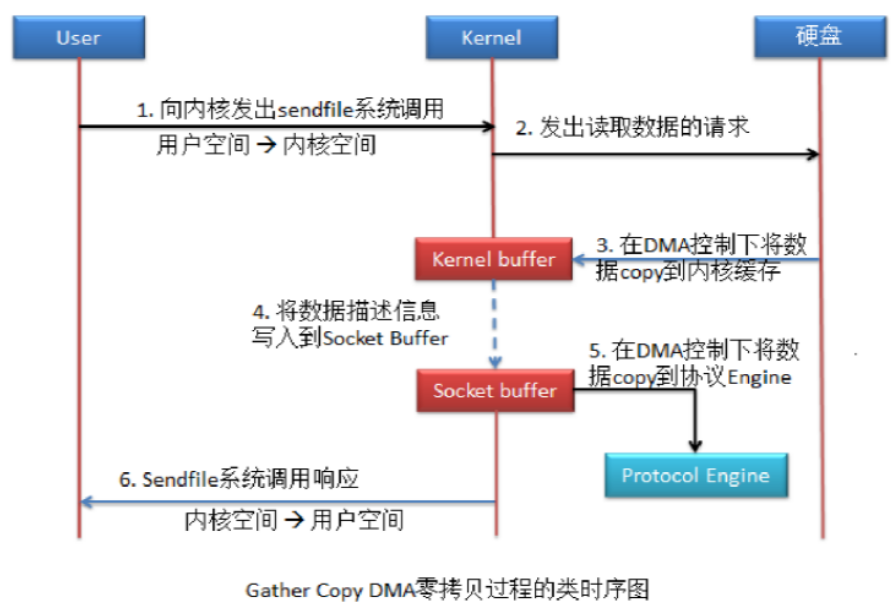 User
Kernel
硬盘
1. 向内核发出sendfile系统调用
用户空间 → 内核空间
2. 发出读取数据的请求
Kernel buffer
3. 在DMA控制下将数
据copy到内核缓存
4. 将数据描述信息
写入到Socket Buffer
Socket buffer
5. 在DMA控制下将数
据copy到协议Engine
Protocol Engine
6. Sendfile系统调用响应
内核空间 → 用户空间
Gather Copy DMA零拷贝过程的类时序图